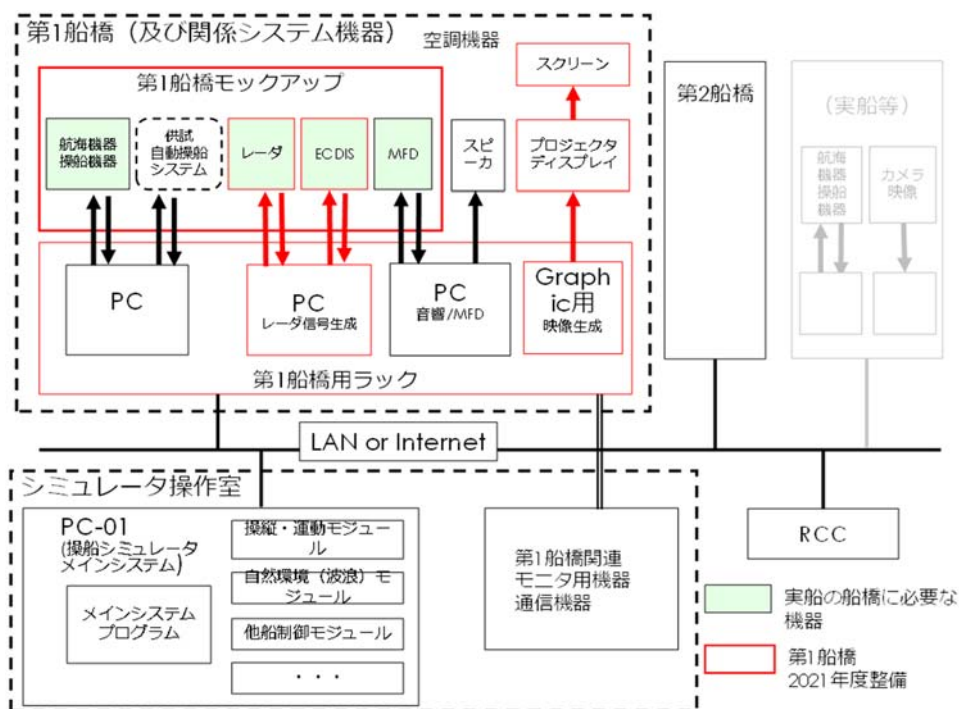 第1船橋（及び関係システム機器）
空調機器
第1船橋モックアップ
航海機器
操船機器
供試
自動操船
システム
レーダ
ECDIS
MFD
スピ
ーカ
スクリーン
プロジェクタ
ディスプレイ
PC
PC
レーダ信号生成
PC
音響/MFD
Graph
ic用
映像生成
第1船橋用ラック
第2船橋
（実船等）
航海
機器
操船
機器
カメラ
映像
LAN or Internet
シミュレータ操作室
PC-01
(操船シミュレータ
メインシステム)
メインシステム
プログラム
操縦・運動モジュー
ル
自然環境（波浪）モ
ジュール
他船制御モジュール
・・・
第1船橋関連
モニタ用機器
通信機器
RCC
実船の船橋に必要な
機器
第1船橋
2021年度整備